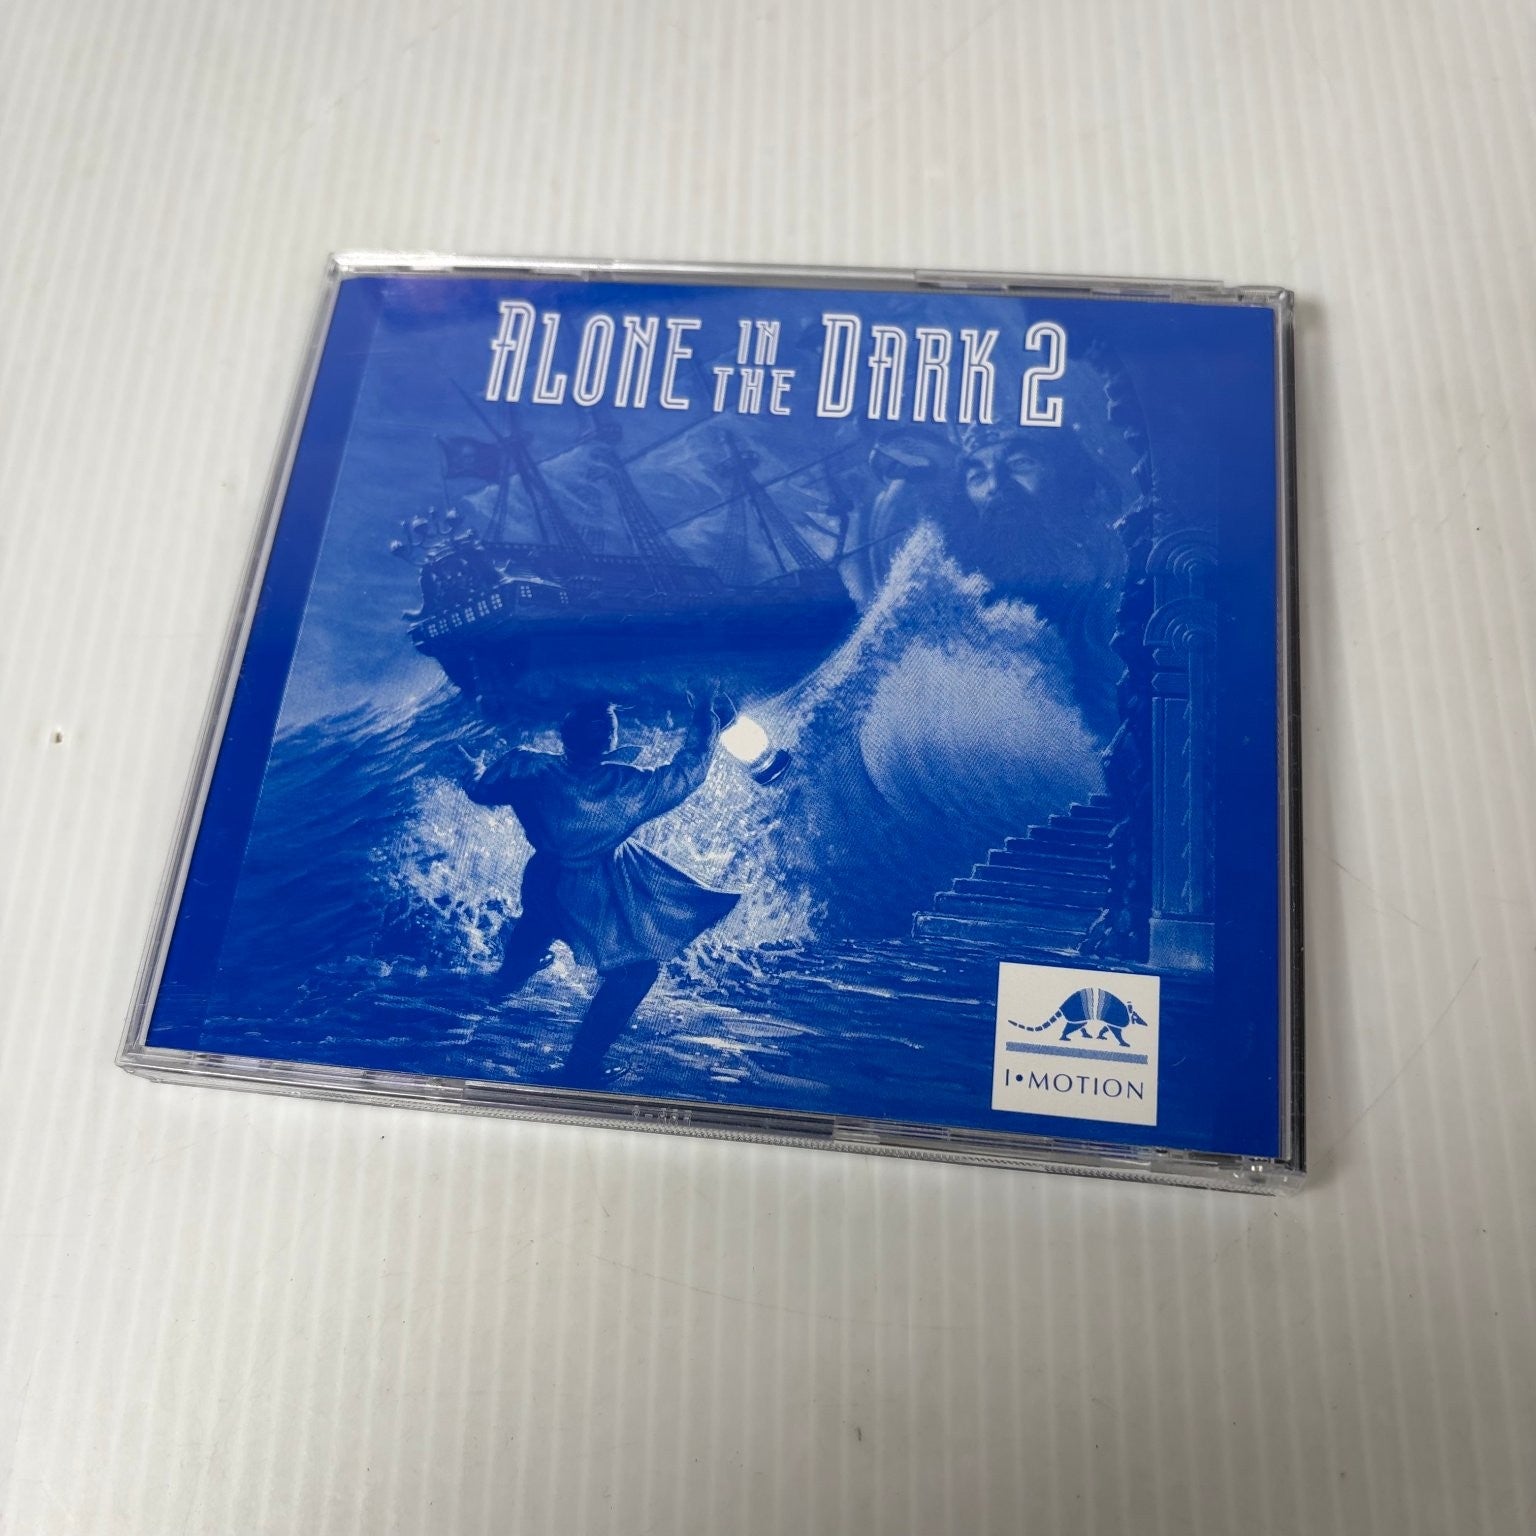 ALONE IN THE DARK 2
I•MOTION